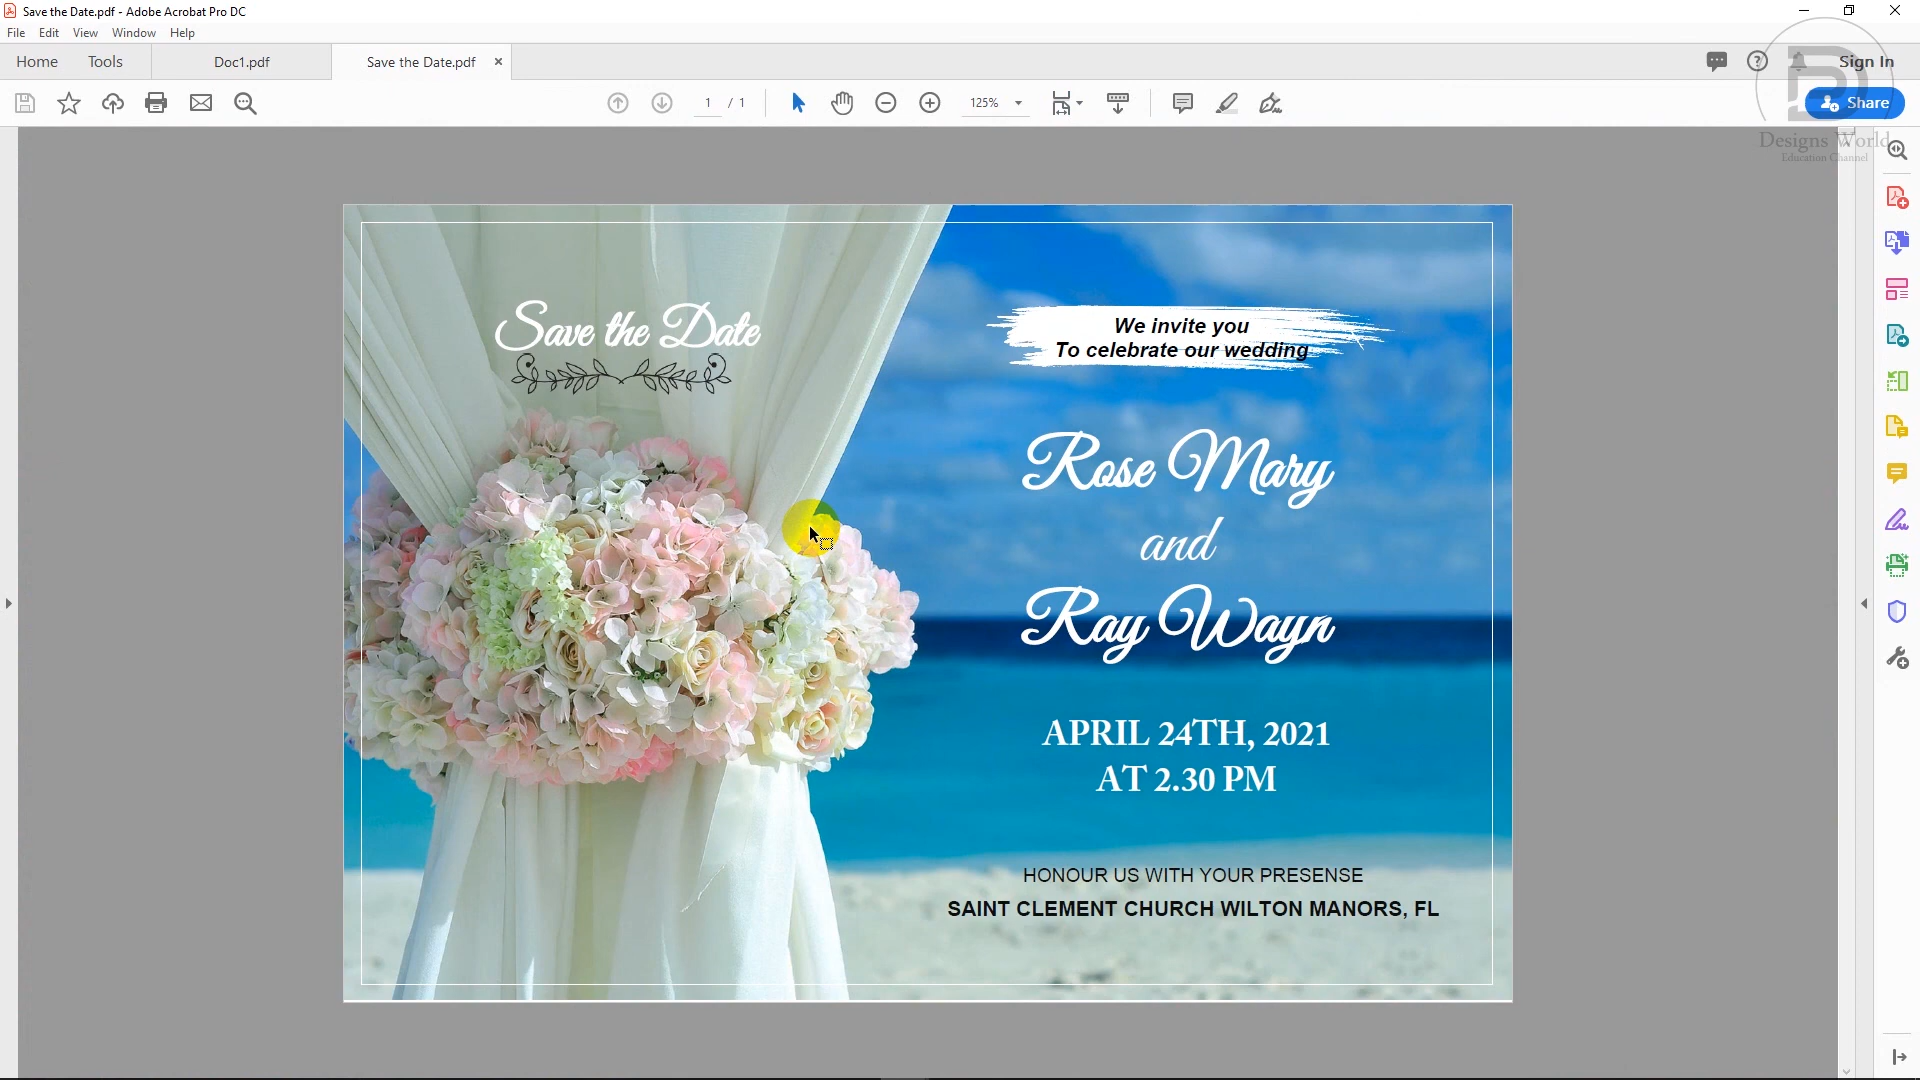 Save the Date.pdf - Adobe Acrobat Pro DC
File Edit View Window Help
Home Tools Doc1.pdf Save the Date.pdf Sign In
1 / 1 125% Share
Designs World
Education Channel
Save the Date
We invite you
To celebrate our wedding
Rose Mary
and
Ray Wayn
APRIL 24TH, 2021
AT 2.30 PM
HONOUR US WITH YOUR PRESENSE
SAINT CLEMENT CHURCH WILTON MANORS, FL